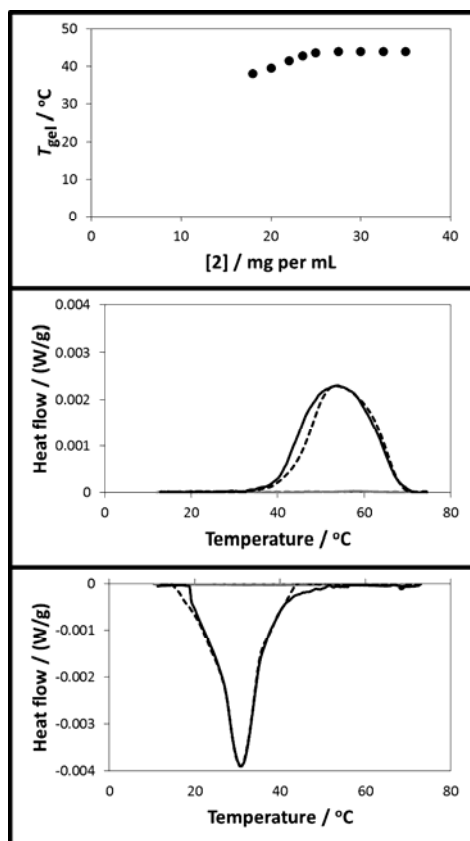 50
40
30
20
10
0
T_gel / °C
0 10 20 30 40
[2] / mg per mL
0.004
0.003
0.002
0.001
0
Heat flow / (W/g)
0 20 40 60 80
Temperature / °C
0
-0.001
-0.002
-0.003
-0.004
Heat flow / (W/g)
0 20 40 60 80
Temperature / °C